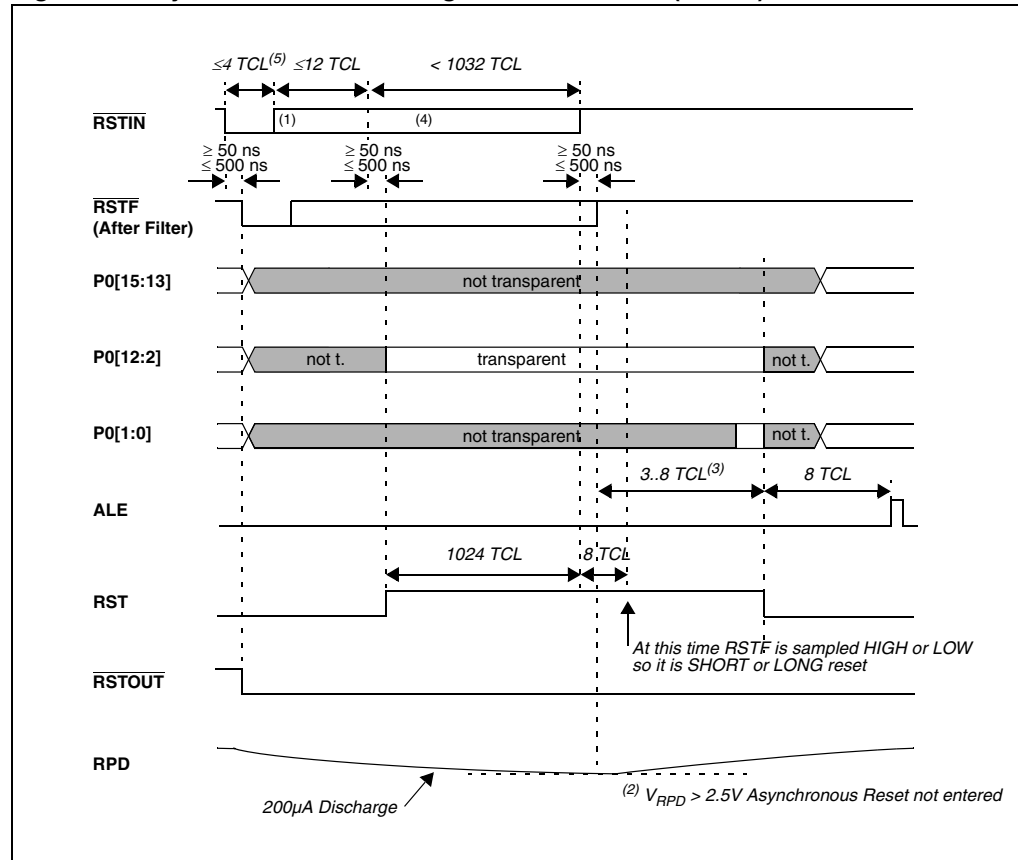 ≤4 TCL(5) ≤12 TCL < 1032 TCL
RSTIN (1) (4)
≥ 50 ns ≥ 50 ns ≥ 50 ns
≤ 500 ns ≤ 500 ns ≤ 500 ns
RSTF
(After Filter)
P0[15:13] not transparent
P0[12:2] not t. transparent not t.
P0[1:0] not transparent not t.
3..8 TCL(3) 8 TCL
ALE
1024 TCL 8 TCL
RST
At this time RSTF is sampled HIGH or LOW
so it is SHORT or LONG reset
RSTOUT
RPD
200μA Discharge
(2) VRPD > 2.5V Asynchronous Reset not entered